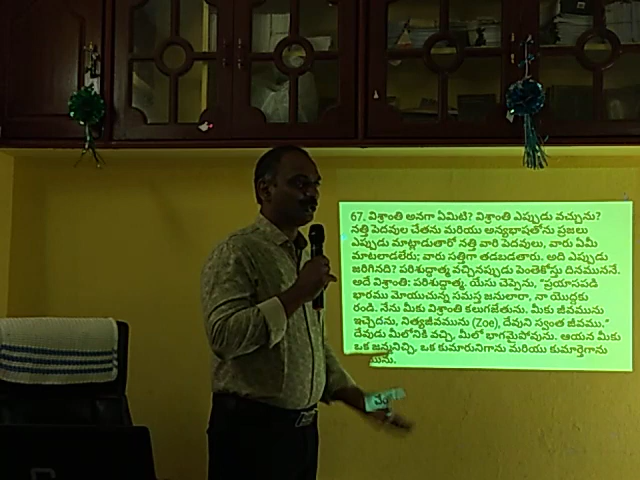 67. విశ్రాంతి అనగా ఏమిటి? విశ్రాంతి ఎప్పుడు వచ్చును?
నత్తి పెదవుల చేతను మరియు అన్యభాషలోను ప్రజలు
ఎప్పుడు మాట్లాడుతారో నత్తి వారి పెదవులు, వారు ఏమీ
మాటలాడలేరు; వారు సత్తిగా తడబడతారు. అది ఎప్పుడు
జరిగినది? పరిశుద్ధాత్మ వచ్చినప్పుడు పెంతెకొస్తు దినముననే.
అదే విశ్రాంతి: పరిశుద్ధాత్మ. యేసు చెప్పెను, “ప్రయాసపడి
భారము మోయుచున్న సమస్త జనులారా, నా యొద్దకు
రండి. నేను మీకు విశ్రాంతి కలుగజేతును. మీకు జీవమును
ఇచ్చెదను, నిత్యజీవమును (Zoe), దేవుని స్వంత జీవము.”
దేవుడు మీలోనికి వచ్చి, మీలో భాగమైపోవును. ఆయన మీకు
ఒక జన్మనిచ్చి, ఒక కుమారునిగాను మరియు కుమార్తెగాను